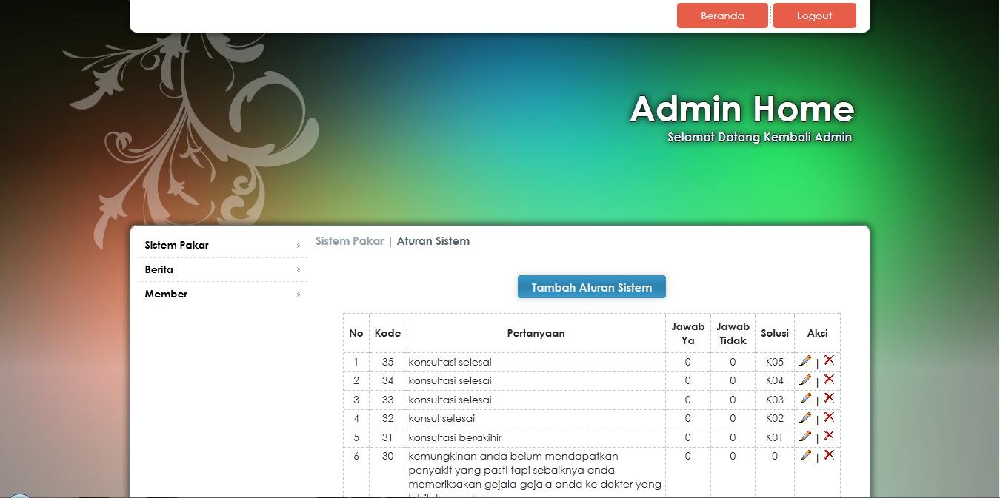 Beranda
Logout
Admin Home
Selamat Datang Kembali Admin
Sistem Pakar
Berita
Member
Sistem Pakar | Aturan Sistem
Tambah Aturan Sistem
No Kode Pertanyaan Jawab Ya Jawab Tidak Solusi Aksi
1 35 konsultasi selesai 0 0 K05 |
2 34 konsultasi selesai 0 0 K04 |
3 33 konsultasi selesai 0 0 K03 |
4 32 konsul selesai 0 0 K02 |
5 31 konsultasi berakihir 0 0 K01 |
6 30 kemungkinan anda belum mendapatkan 0 0 0 |
penyakit yang pasti tapi sebaiknya anda
memeriksakan gejala-gejala anda ke dokter yang
lebih kompeten